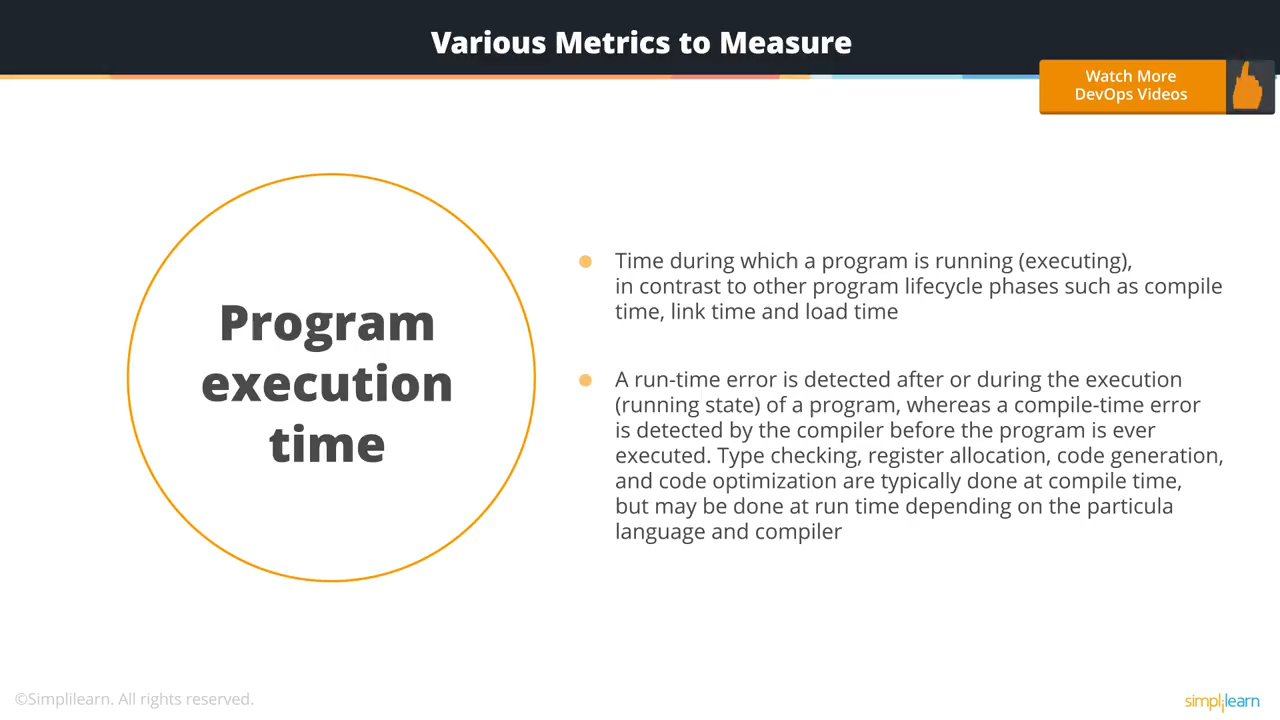 Various Metrics to Measure
Watch More
DevOps Videos
Program
execution
time
Time during which a program is running (executing),
in contrast to other program lifecycle phases such as compile
time, link time and load time
A run-time error is detected after or during the execution
(running state) of a program, whereas a compile-time error
is detected by the compiler before the program is ever
executed. Type checking, register allocation, code generation,
and code optimization are typically done at compile time,
but may be done at run time depending on the particula
language and compiler
©Simplilearn. All rights reserved.
simplilearn